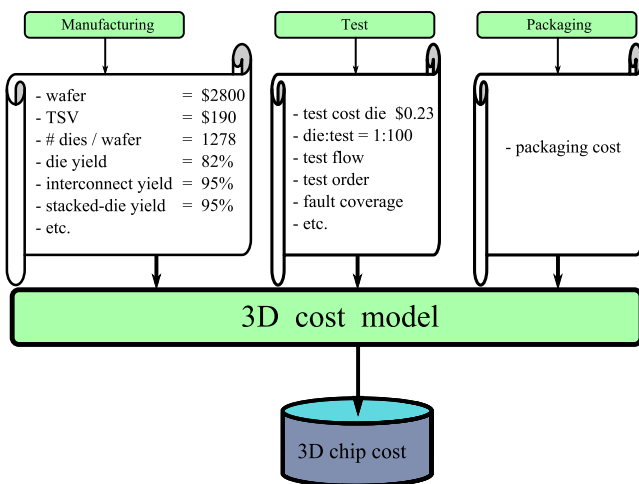 Manufacturing
- wafer = $2800
- TSV = $190
- # dies / wafer = 1278
- die yield = 82%
- interconnect yield = 95%
- stacked-die yield = 95%
- etc.
Test
- test cost die $0.23
- die:test = 1:100
- test flow
- test order
- fault coverage
- etc.
Packaging
- packaging cost
3D cost model
3D chip cost